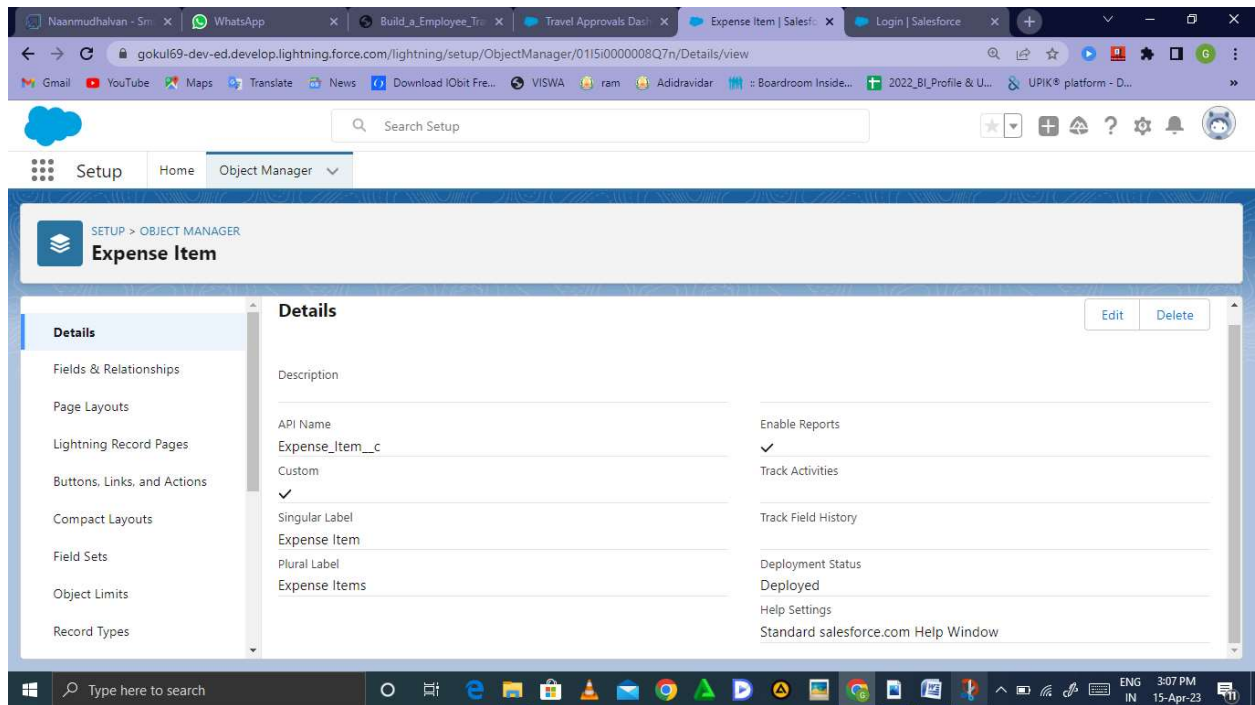 Naanmudhalvan - Sm
WhatsApp
Build_a_Employee_Tra
Travel Approvals Dash
Expense Item | Salesfo
Login | Salesforce
gokul69-dev-ed.develop.lightning.force.com/lightning/setup/ObjectManager/01I5i0000008Q7n/Details/view
G
Gmail
YouTube
Maps
Translate
News
Download IObit Fre...
VISWA
ram
Adidravidar
:: Boardroom Inside...
2022_BI_Profile & U...
UPIK® platform - D...
Search Setup
Setup
Home
Object Manager
SETUP > OBJECT MANAGER
Expense Item
Details
Fields & Relationships
Page Layouts
Lightning Record Pages
Buttons, Links, and Actions
Compact Layouts
Field Sets
Object Limits
Record Types
Details
Edit
Delete
Description
API Name
Expense_Item__c
Custom
Singular Label
Expense Item
Plural Label
Expense Items
Enable Reports
Track Activities
Track Field History
Deployment Status
Deployed
Help Settings
Standard salesforce.com Help Window
Type here to search
ENG
IN
3:07 PM
15-Apr-23